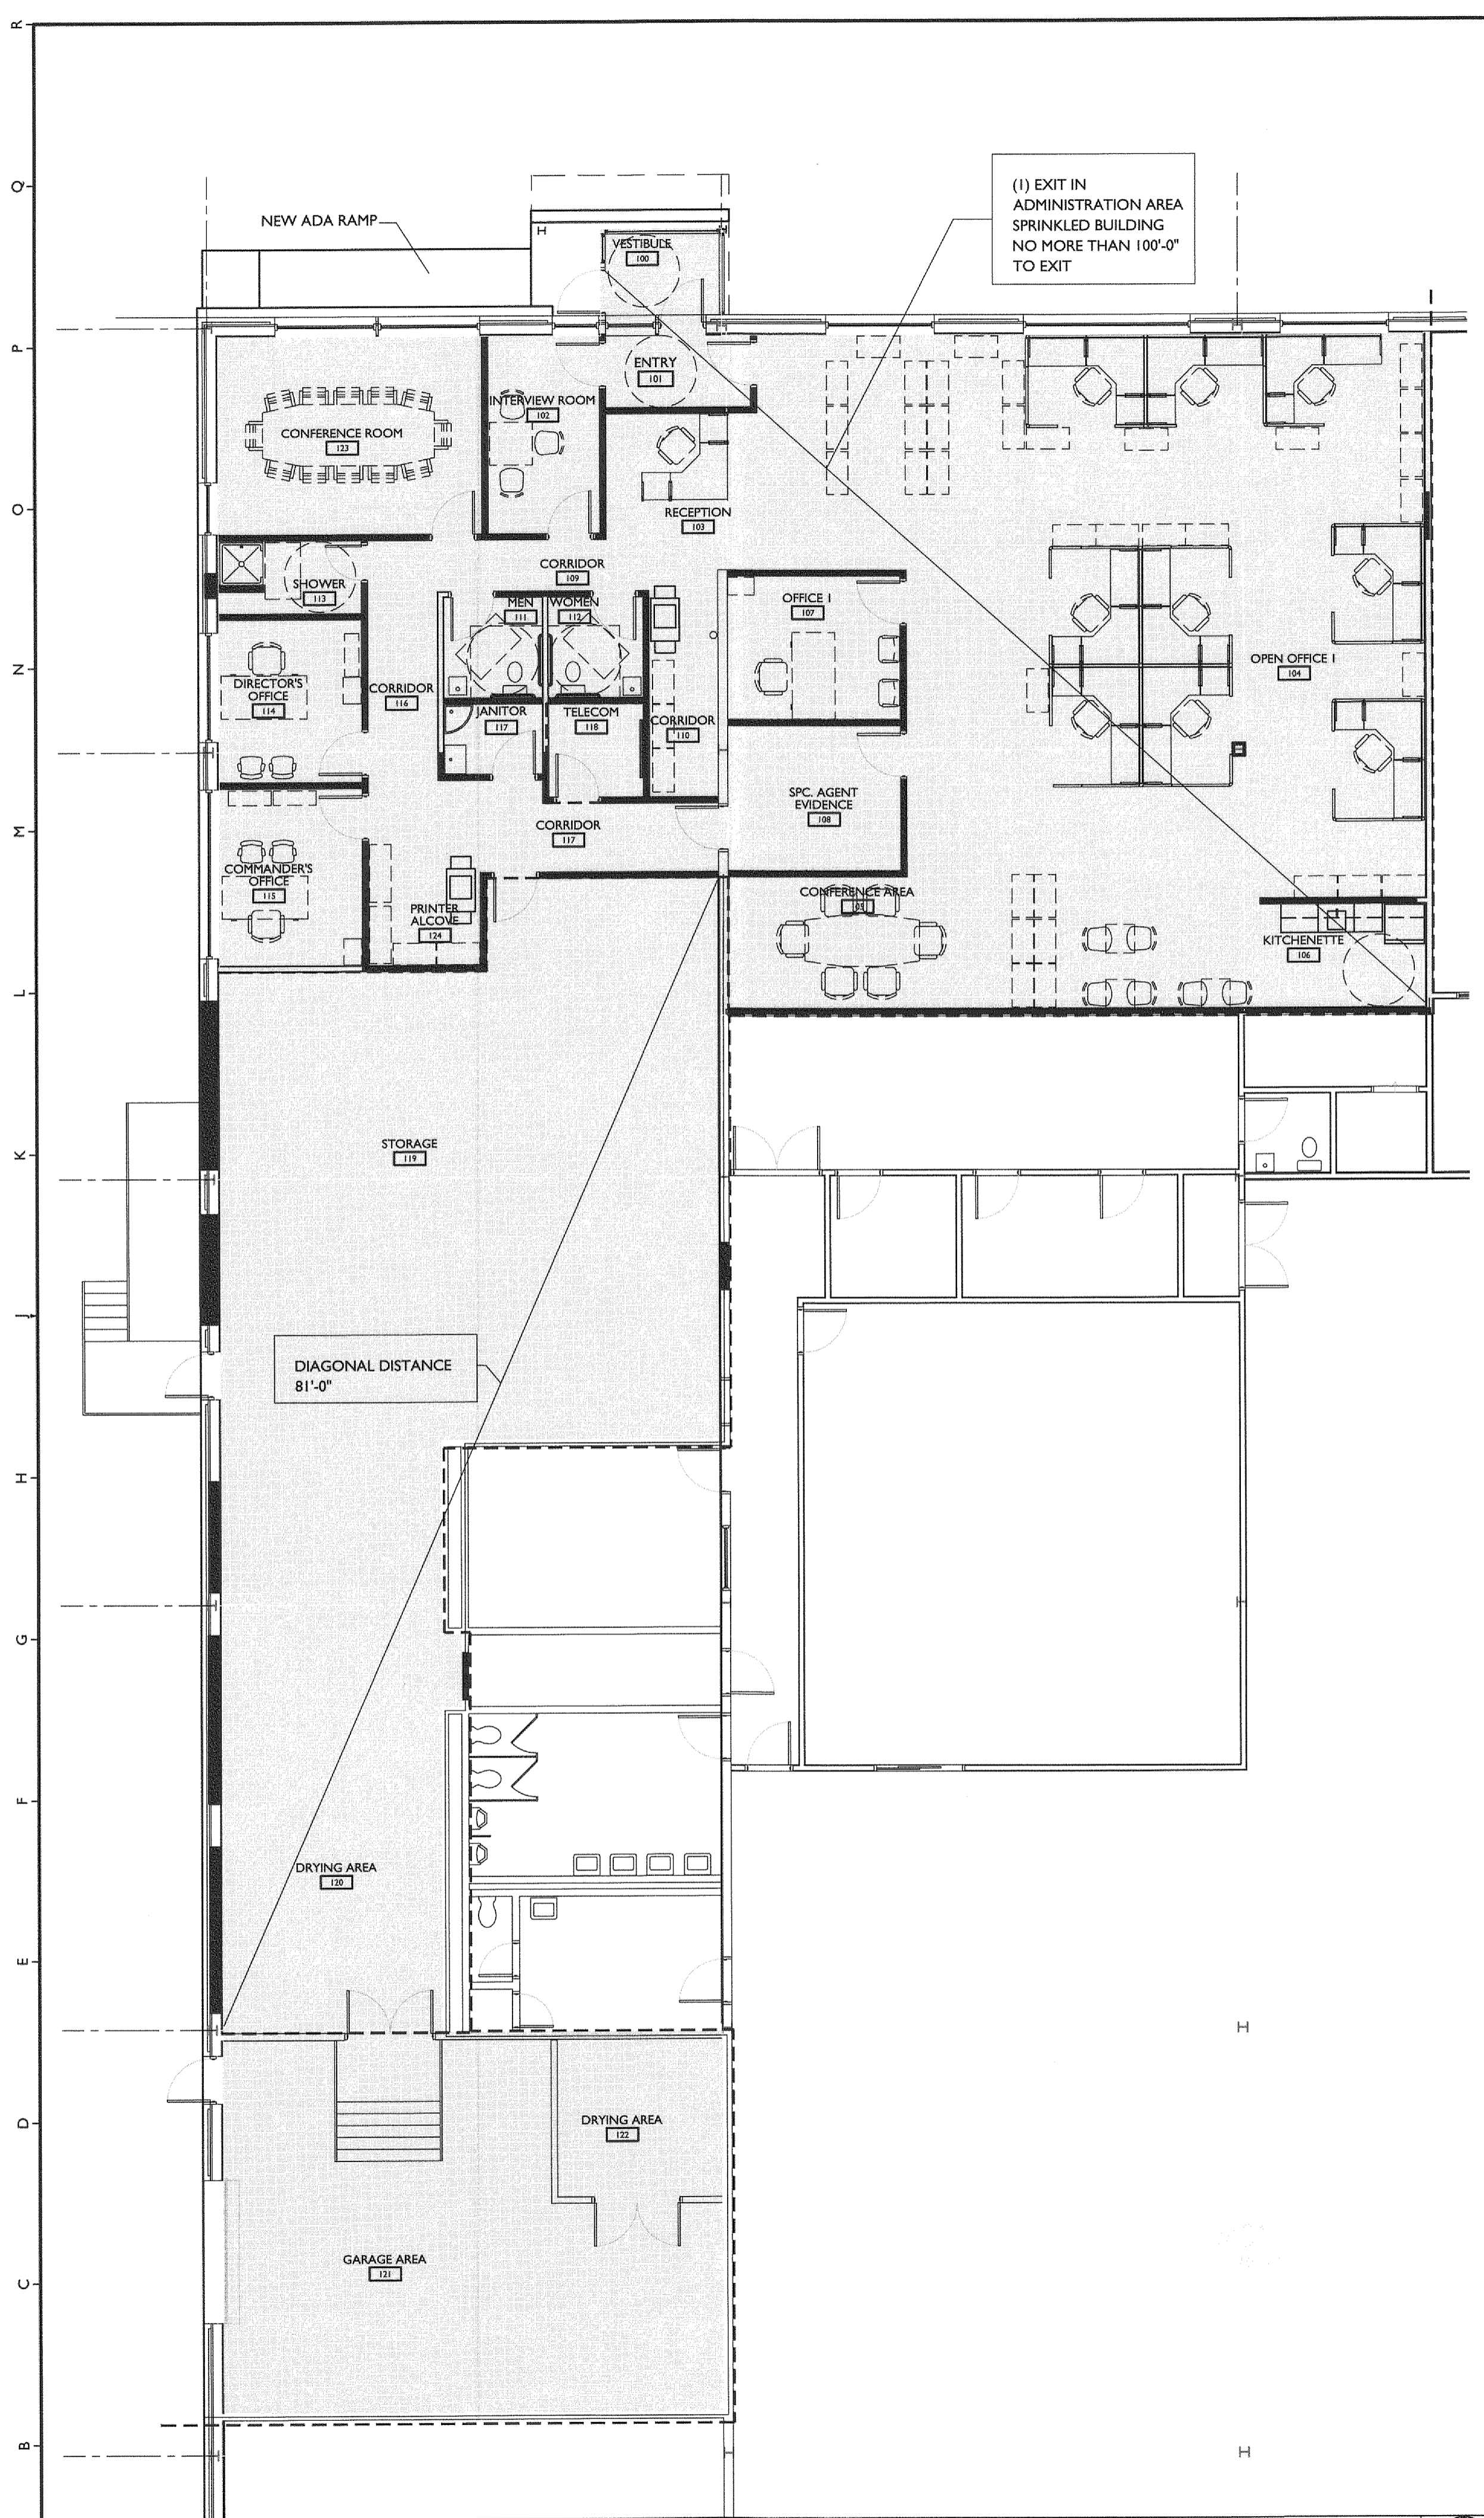 R
Q
P
O
N
M
L
K
J
H
G
F
E
D
C
B
(1) EXIT IN
ADMINISTRATION AREA
SPRINKLED BUILDING
NO MORE THAN 100'-0"
TO EXIT
NEW ADA RAMP
VESTIBULE
100
ENTRY
101
INTERVIEW ROOM
102
CONFERENCE ROOM
123
RECEPTION
103
CORRIDOR
109
SHOWER
113
MEN
111
WOMEN
112
OFFICE 1
107
OPEN OFFICE 1
104
DIRECTOR'S
OFFICE
114
CORRIDOR
116
JANITOR
117
TELECOM
118
CORRIDOR
110
SPC. AGENT
EVIDENCE
108
CORRIDOR
117
COMMANDER'S
OFFICE
115
PRINTER
ALCOVE
124
CONFERENCE AREA
105
KITCHENETTE
106
STORAGE
119
DIAGONAL DISTANCE
81'-0"
DRYING AREA
120
DRYING AREA
122
GARAGE AREA
121